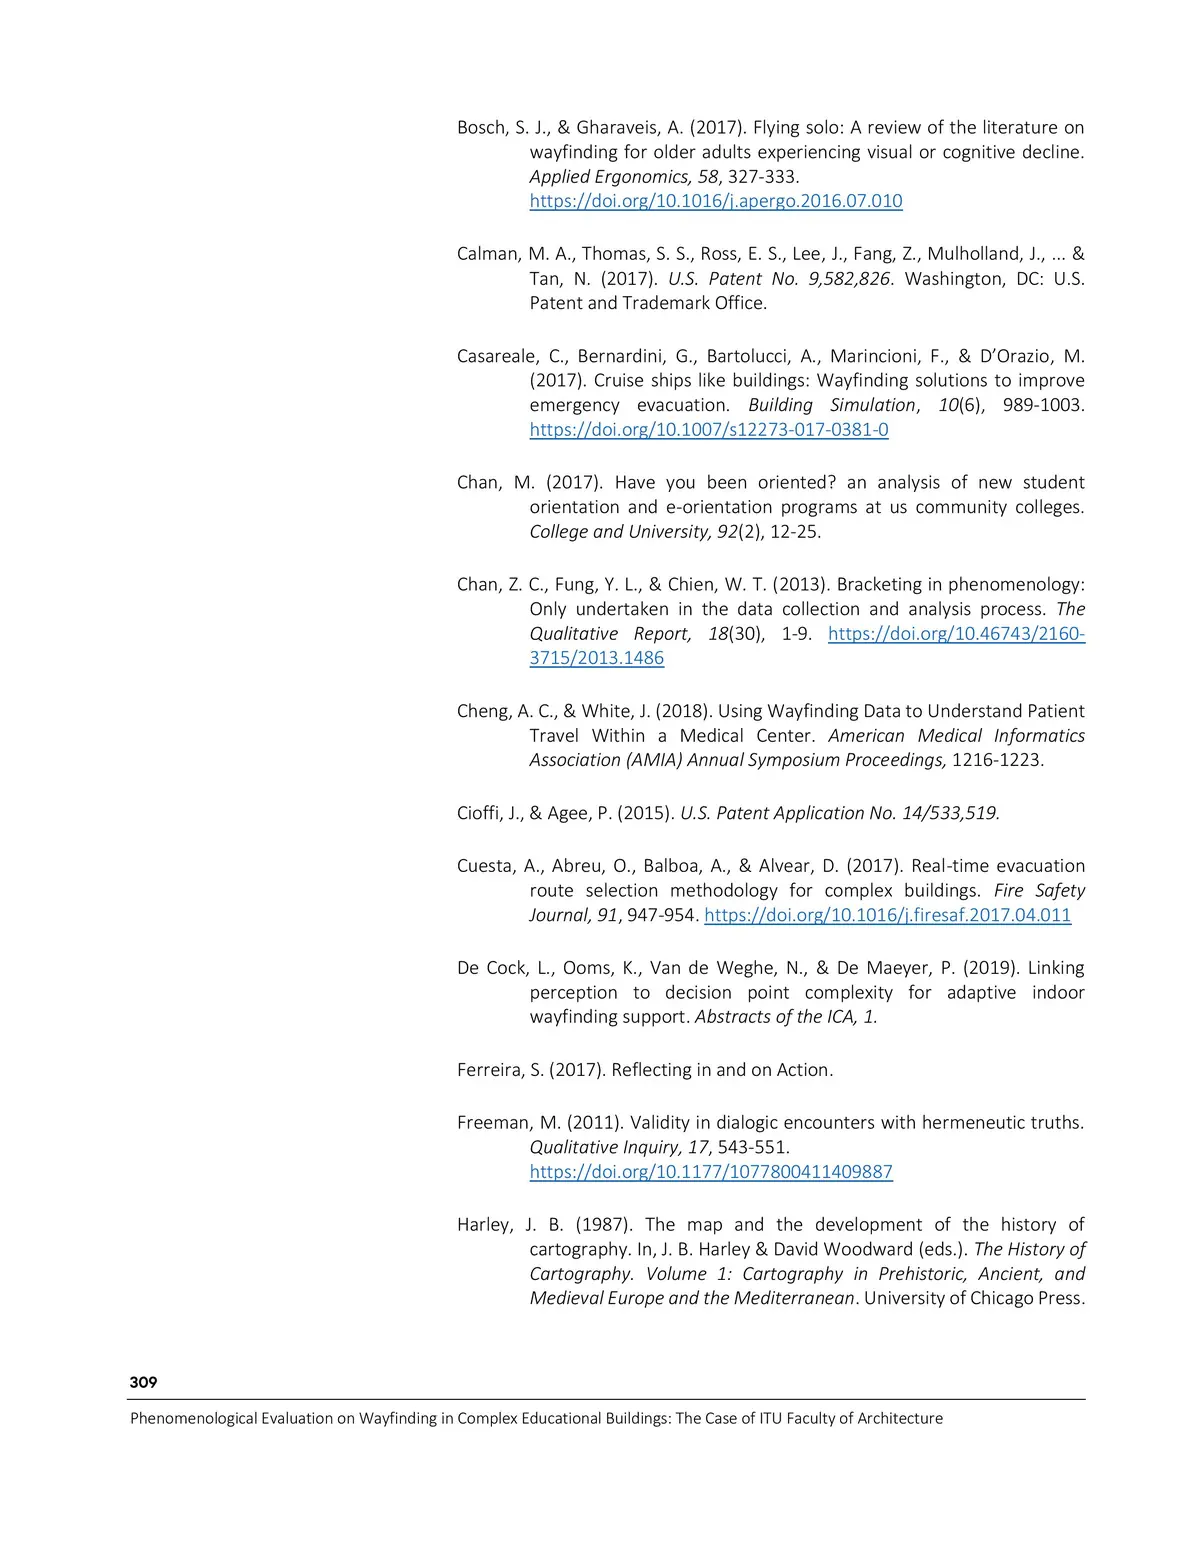 Bosch, S. J., & Gharaveis, A. (2017). Flying solo: A review of the literature on
wayfinding for older adults experiencing visual or cognitive decline.
Applied Ergonomics, 58, 327-333.
https://doi.org/10.1016/j.apergo.2016.07.010
Calman, M. A., Thomas, S. S., Ross, E. S., Lee, J., Fang, Z., Mulholland, J., ... &
Tan, N. (2017). U.S. Patent No. 9,582,826. Washington, DC: U.S.
Patent and Trademark Office.
Casareale, C., Bernardini, G., Bartolucci, A., Marincioni, F., & D’Orazio, M.
(2017). Cruise ships like buildings: Wayfinding solutions to improve
emergency evacuation. Building Simulation, 10(6), 989-1003.
https://doi.org/10.1007/s12273-017-0381-0
Chan, M. (2017). Have you been oriented? an analysis of new student
orientation and e-orientation programs at us community colleges.
College and University, 92(2), 12-25.
Chan, Z. C., Fung, Y. L., & Chien, W. T. (2013). Bracketing in phenomenology:
Only undertaken in the data collection and analysis process. The
Qualitative Report, 18(30), 1-9. https://doi.org/10.46743/2160-
3715/2013.1486
Cheng, A. C., & White, J. (2018). Using Wayfinding Data to Understand Patient
Travel Within a Medical Center. American Medical Informatics
Association (AMIA) Annual Symposium Proceedings, 1216-1223.
Cioffi, J., & Agee, P. (2015). U.S. Patent Application No. 14/533,519.
Cuesta, A., Abreu, O., Balboa, A., & Alvear, D. (2017). Real-time evacuation
route selection methodology for complex buildings. Fire Safety
Journal, 91, 947-954. https://doi.org/10.1016/j.firesaf.2017.04.011
De Cock, L., Ooms, K., Van de Weghe, N., & De Maeyer, P. (2019). Linking
perception to decision point complexity for adaptive indoor
wayfinding support. Abstracts of the ICA, 1.
Ferreira, S. (2017). Reflecting in and on Action.
Freeman, M. (2011). Validity in dialogic encounters with hermeneutic truths.
Qualitative Inquiry, 17, 543-551.
https://doi.org/10.1177/1077800411409887
Harley, J. B. (1987). The map and the development of the history of
cartography. In, J. B. Harley & David Woodward (eds.). The History of
Cartography. Volume 1: Cartography in Prehistoric, Ancient, and
Medieval Europe and the Mediterranean. University of Chicago Press.
309
Phenomenological Evaluation on Wayfinding in Complex Educational Buildings: The Case of ITU Faculty of Architecture